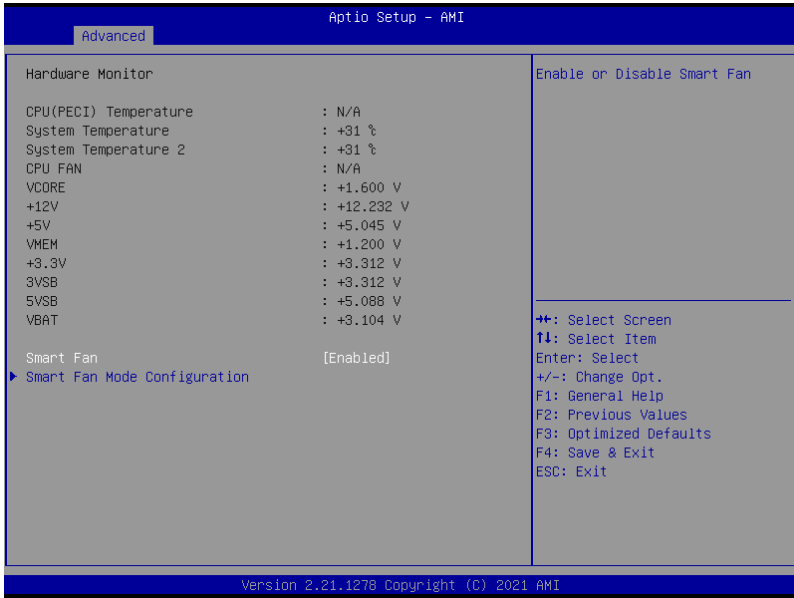 Aptio Setup – AMI
Advanced
Hardware Monitor
CPU(PECI) Temperature : N/A
System Temperature : +31 ℃
System Temperature 2 : +31 ℃
CPU FAN : N/A
VCORE : +1.600 V
+12V : +12.232 V
+5V : +5.045 V
VMEM : +1.200 V
+3.3V : +3.312 V
3VSB : +3.312 V
5VSB : +5.088 V
VBAT : +3.104 V
Smart Fan [Enabled]
Smart Fan Mode Configuration
Enable or Disable Smart Fan
→←: Select Screen
↑↓: Select Item
Enter: Select
+/-: Change Opt.
F1: General Help
F2: Previous Values
F3: Optimized Defaults
F4: Save & Exit
ESC: Exit
Version 2.21.1278 Copyright (C) 2021 AMI